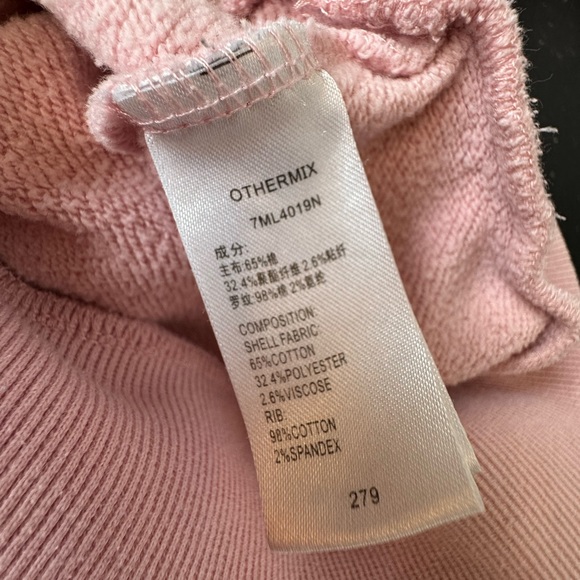 OTHERMIX
7ML4019N
成分:
主布:65%棉
32.4%聚酯纤维 2.6%粘纤
罗纹:98%棉 2%氨纶
COMPOSITION:
SHELL FABRIC:
65%COTTON
32.4%POLYESTER
2.6%VISCOSE
RIB:
98%COTTON
2%SPANDEX
279